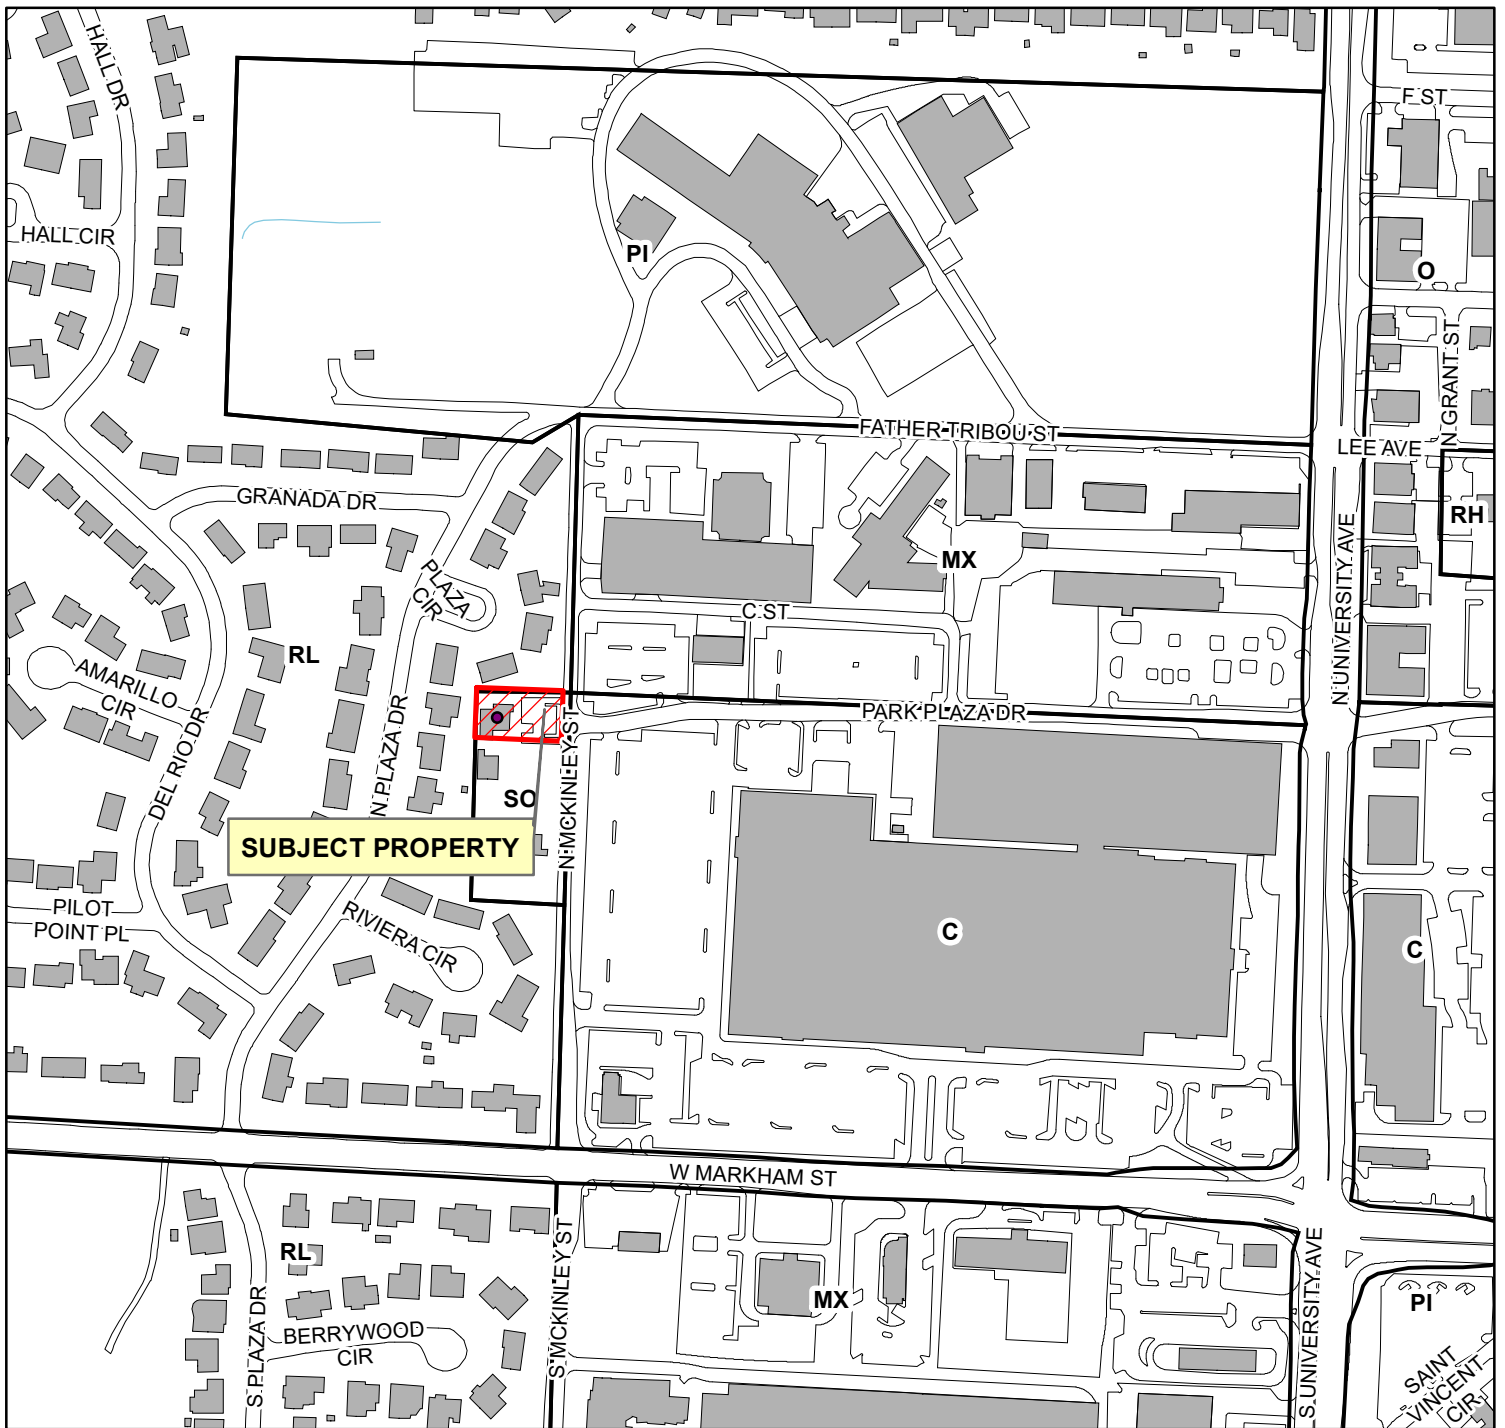 HALL DR
F ST
HALL CIR
PI
O
N GRANT ST
FATHER TRIBOU ST
LEE AVE
GRANADA DR
RH
MX
PLAZA
CIR
C ST
N UNIVERSITY AVE
RL
AMARILLO
CIR
DEL RIO DR
N PLAZA DR
PARK PLAZA DR
N MCKINLEY ST
SO
SUBJECT PROPERTY
PILOT
POINT PL
RIVIERA CIR
C
C
W MARKHAM ST
S MCKINLEY ST
RL
S UNIVERSITY AVE
MX
PI
S PLAZA DR
BERRYWOOD
CIR
SAINT
VINCENT
CIR